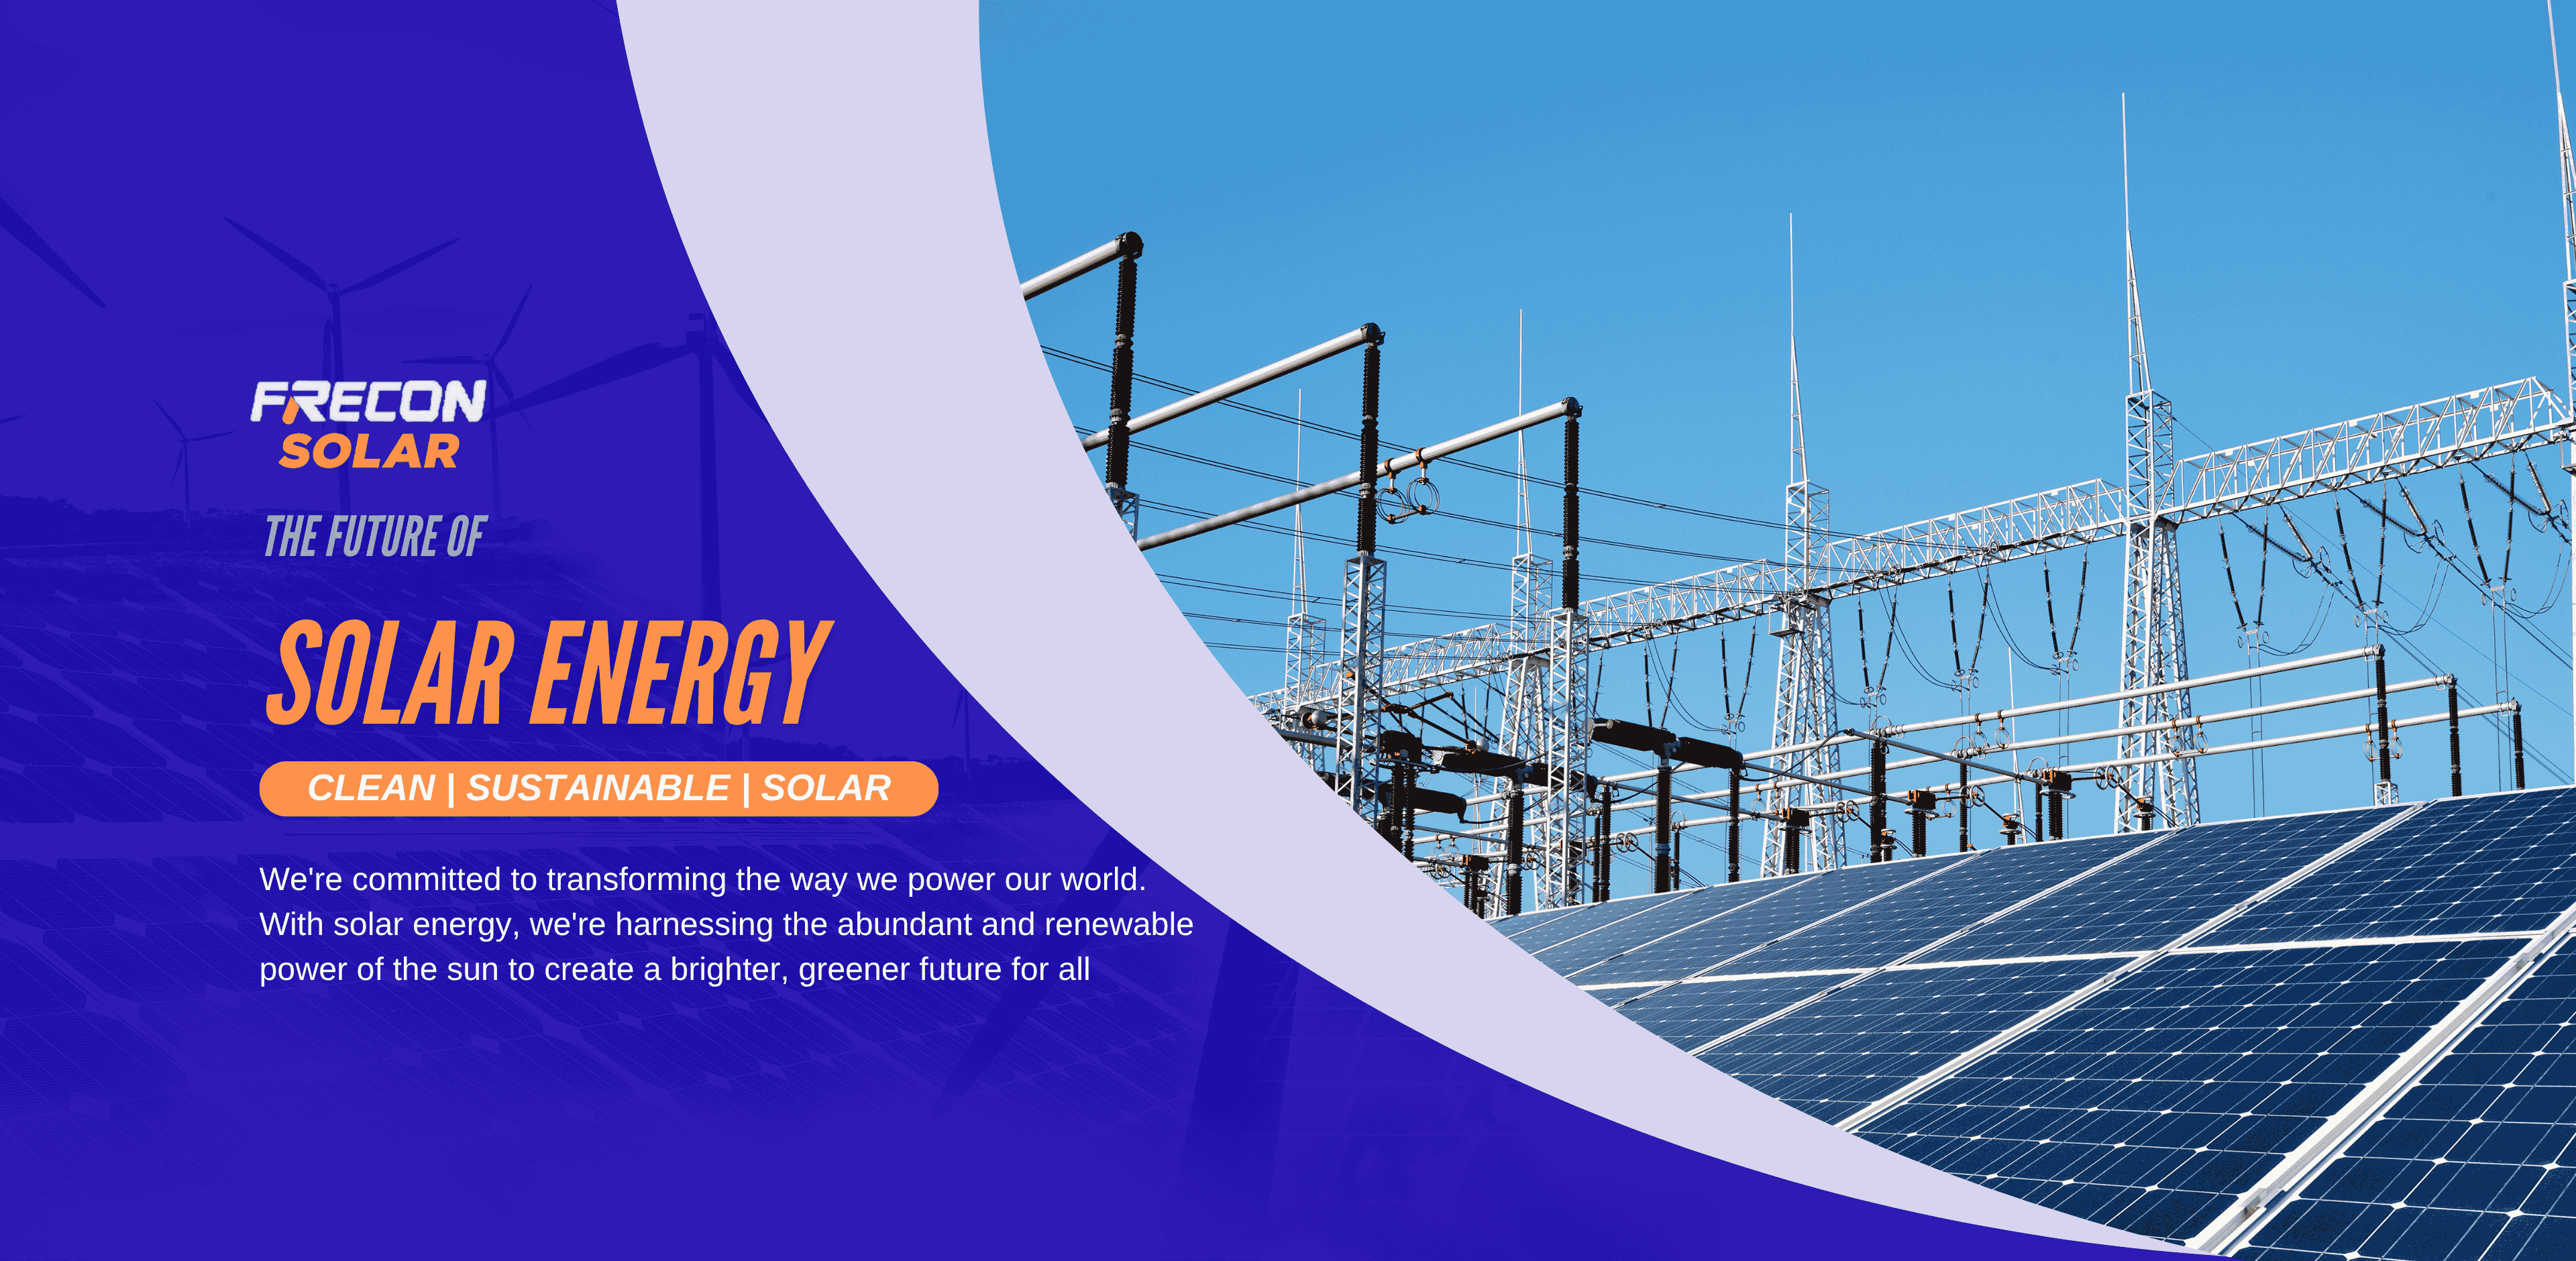 FRECON
SOLAR
THE FUTURE OF
SOLAR ENERGY
CLEAN | SUSTAINABLE | SOLAR
We're committed to transforming the way we power our world.
With solar energy, we're harnessing the abundant and renewable
power of the sun to create a brighter, greener future for all